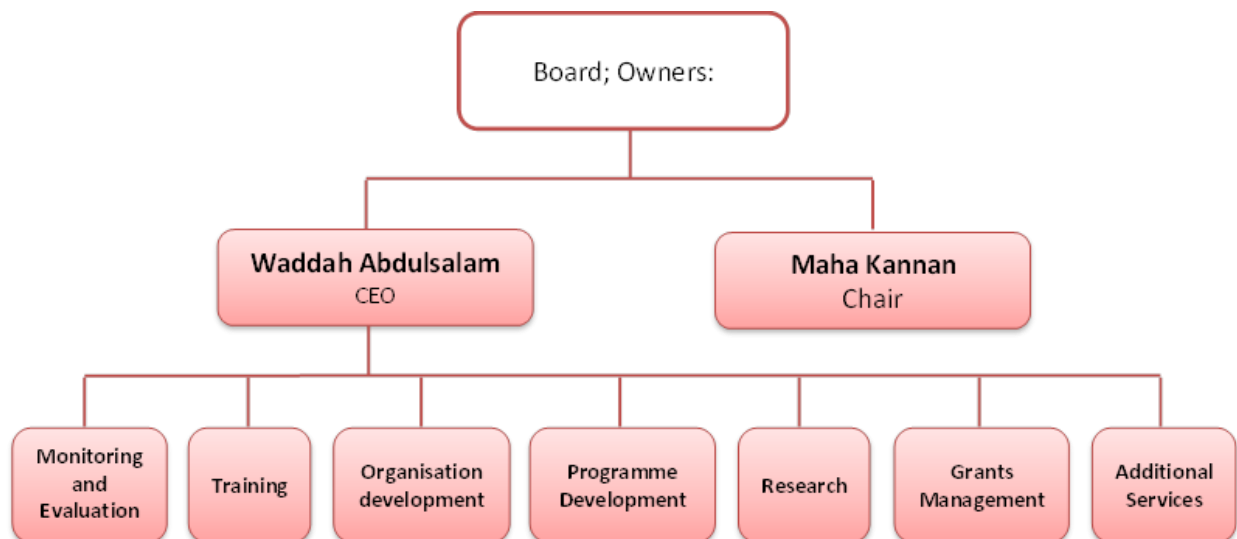 Board; Owners:
Waddah Abdulsalam
CEO
Maha Kannan
Chair
Monitoring
and
Evaluation
Training
Organisation
development
Programme
Development
Research
Grants
Management
Additional
Services